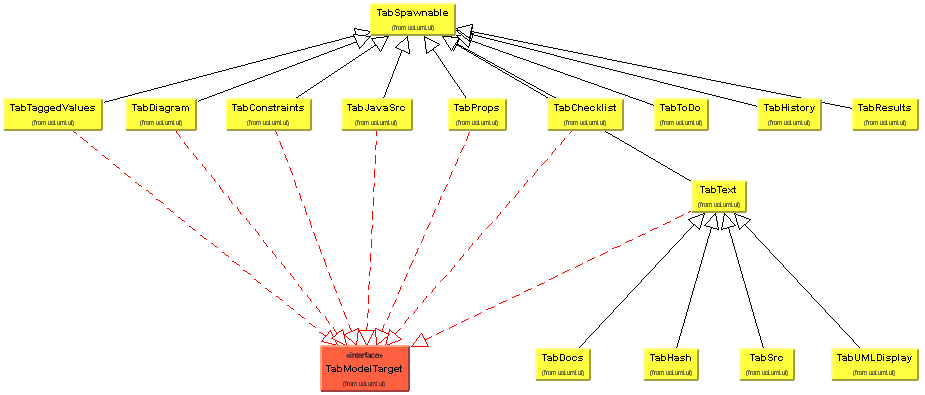 TabSpawnable
(from uci.uml.ui)
TabTaggedValues
(from uci.uml.ui)
TabDiagram
(from uci.uml.ui)
TabConstraints
(from uci.uml.ui)
TabJavaSrc
(from uci.uml.ui)
TabProps
(from uci.uml.ui)
TabChecklist
(from uci.uml.ui)
TabToDo
(from uci.uml.ui)
TabHistory
(from uci.uml.ui)
TabResults
(from uci.uml.ui)
TabText
(from uci.uml.ui)
«interface»
TabModelTarget
(from uci.uml.ui)
TabDocs
(from uci.uml.ui)
TabHash
(from uci.uml.ui)
TabSrc
(from uci.uml.ui)
TabUMLDisplay
(from uci.uml.ui)